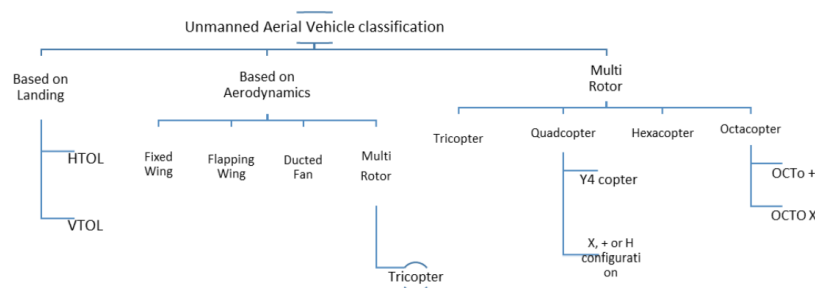 Unmanned Aerial Vehicle classification
Based on
Landing
Based on
Aerodynamics
Multi
Rotor
HTOL
VTOL
Fixed
Wing
Flapping
Wing
Ducted
Fan
Multi
Rotor
Tricopter
Tricopter
Quadcopter
Hexacopter
Octacopter
Y4 copter
X, + or H
configurati
on
OCTo +
OCTO X